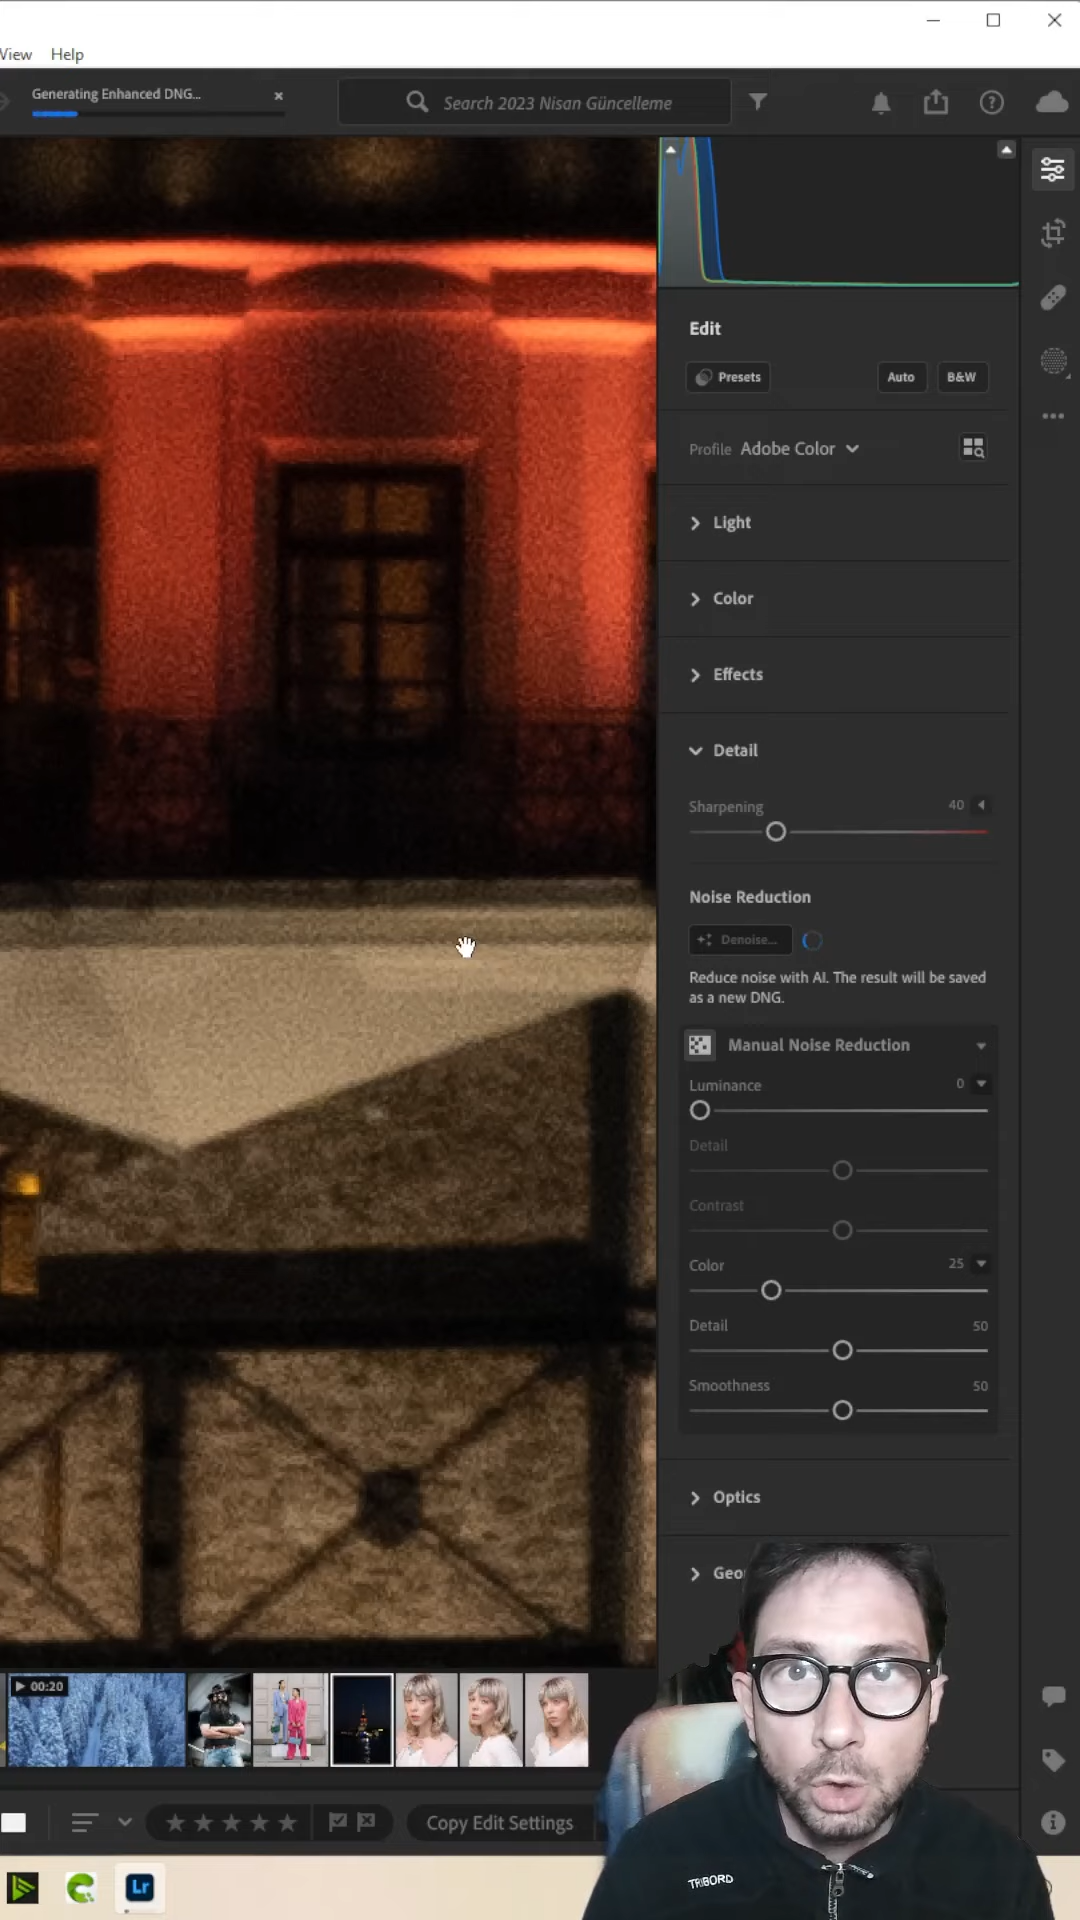 View Help
Generating Enhanced DNG...
Search 2023 Nisan Güncelleme
Edit
Presets
Auto
B&W
Profile Adobe Color
Light
Color
Effects
Detail
Sharpening 40
Noise Reduction
Denoise...
Reduce noise with AI. The result will be saved
as a new DNG.
Manual Noise Reduction
Luminance 0
Detail
Contrast
Color 25
Detail 50
Smoothness 50
Optics
Geo
00:20
Copy Edit Settings
Lr
TRIBORD